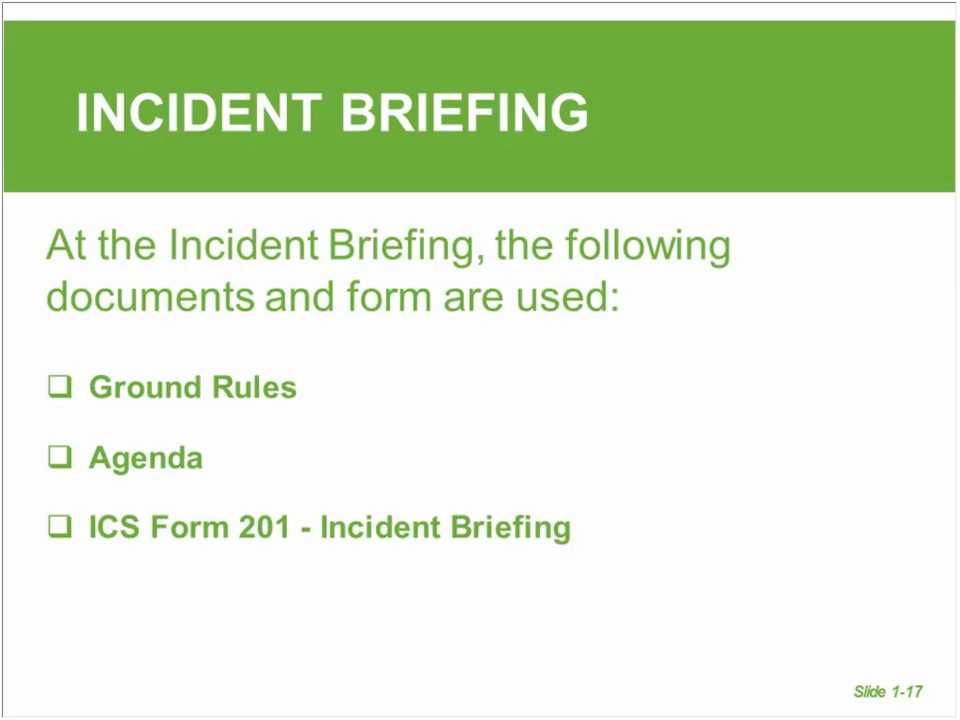 INCIDENT BRIEFING
At the Incident Briefing, the following
documents and form are used:
Ground Rules
Agenda
ICS Form 201 - Incident Briefing
Slide 1-17